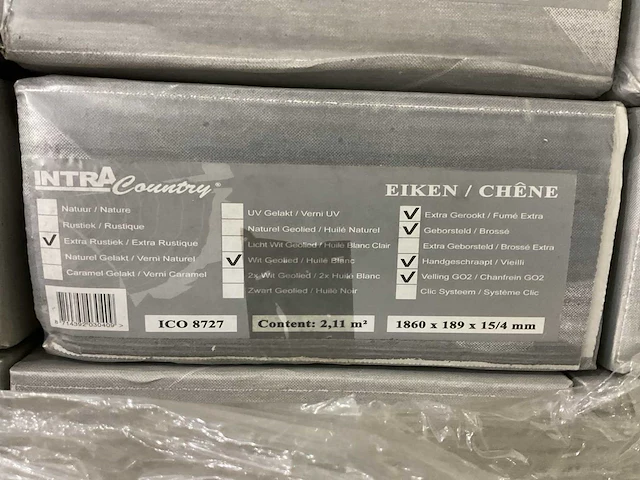 INTRA Country®
EIKEN / CHÊNE
Natuur / Nature
Rustiek / Rustique
Extra Rustiek / Extra Rustique
Naturel Gelakt / Verni Naturel
Caramel Gelakt / Verni Caramel
UV Gelakt / Verni UV
Naturel Geolied / Huilé Naturel
Licht Wit Geolied / Huilé Blanc Clair
Wit Geolied / Huilé Blanc
2x Wit Geolied / 2x Huilé Blanc
Zwart Geolied / Huilé Noir
Extra Gerookt / Fumé Extra
Geborsteld / Brossé
Extra Geborsteld / Brossé Extra
Handgeschraapt / Vieilli
Velling GO2 / Chanfrein GO2
Clic Systeem / Système Clic
8 714392 030409 >
ICO 8727
Content: 2,11 m²
1860 x 189 x 15/4 mm